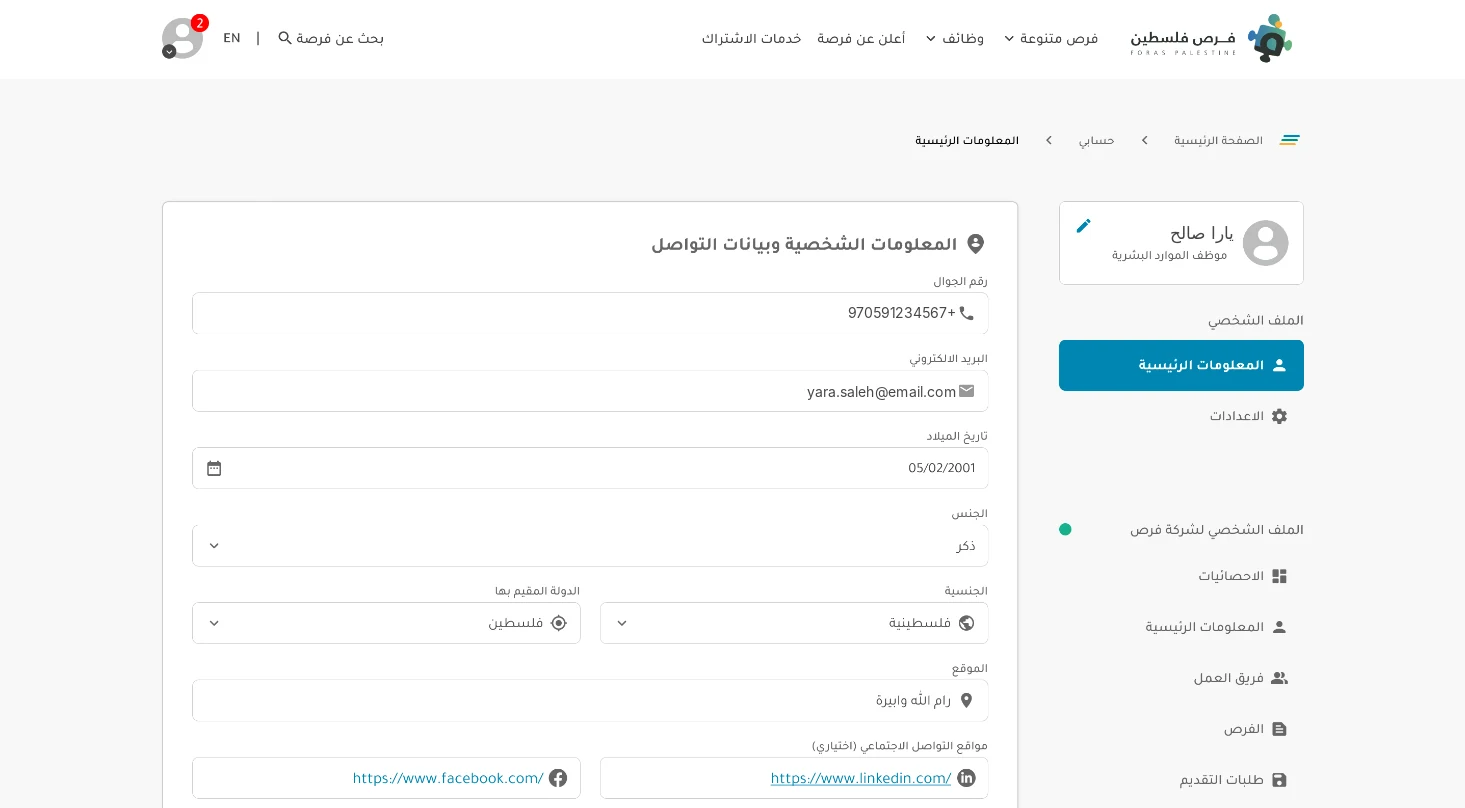 فـرص فلسطين
FORAS PALESTINE
فرص متنوعة
وظائف
أعلن عن فرصة
خدمات الاشتراك
بحث عن فرصة
|
EN
2
الصفحة الرئيسية
حسابي
المعلومات الرئيسية
يارا صالح
موظف الموارد البشرية
الملف الشخصي
المعلومات الرئيسية
الاعدادات
الملف الشخصي لشركة فرص
الاحصائيات
المعلومات الرئيسية
فريق العمل
الفرص
طلبات التقديم
المعلومات الشخصية وبيانات التواصل
رقم الجوال
970591234567+
البريد الالكتروني
yara.saleh@email.com
تاريخ الميلاد
05/02/2001
الجنس
ذكر
الجنسية
فلسطينية
الدولة المقيم بها
فلسطين
الموقع
رام الله وابيرة
مواقع التواصل الاجتماعي (اختياري)
https://www.linkedin.com/
https://www.facebook.com/